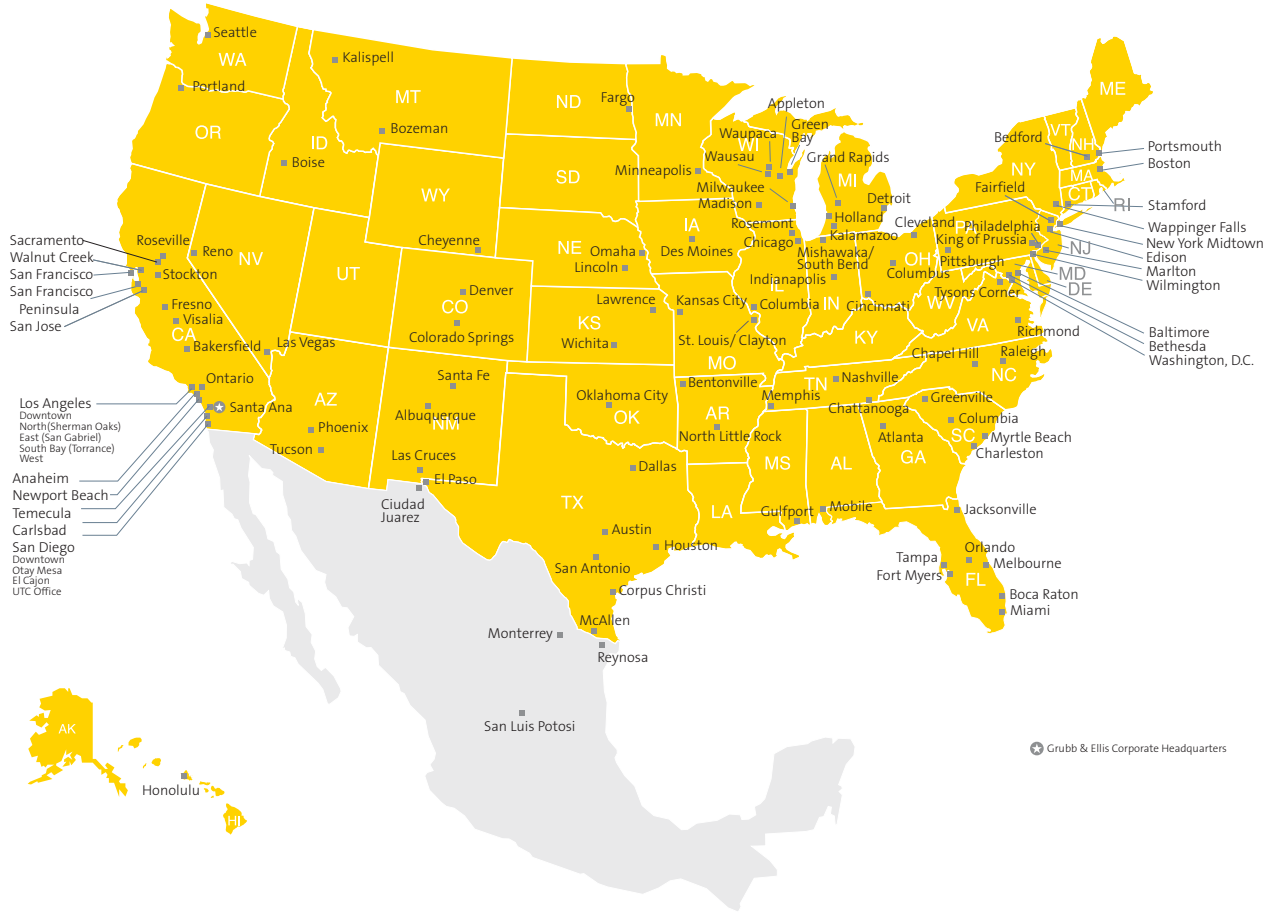 Seattle
WA
Portland
OR
Kalispell
MT
Bozeman
ID
Boise
ND
Fargo
MN
SD
Minneapolis
WY
Cheyenne
NE
Omaha
Lincoln
IA
Des Moines
Appleton
Green
Bay
Waupaca
WI
Wausau
Grand Rapids
MI
Milwaukee
Madison
Detroit
Rosemont
Chicago
Holland
Kalamazoo
Mishawaka/
South Bend
Cleveland
Bedford
VT
NH
ME
Portsmouth
Boston
MA
CT
RI
NY
Fairfield
Stamford
Wappinger Falls
New York Midtown
Edison
Marlton
Wilmington
PA
Philadelphia
King of Prussia
Pittsburgh
NJ
MD
DE
Tysons Corner
Baltimore
Bethesda
Washington, D.C.
OH
Columbus
Cincinnati
Indianapolis
IL
IN
WV
VA
Richmond
KY
Sacramento
Walnut Creek
San Francisco
San Francisco
Peninsula
San Jose
Roseville
Reno
Stockton
Fresno
Visalia
CA
Bakersfield
NV
Las Vegas
UT
CO
Denver
Colorado Springs
KS
Lawrence
Wichita
Kansas City
Columbia
St. Louis/ Clayton
MO
Ontario
Santa Ana
Los Angeles
Downtown
North(Sherman Oaks)
East (San Gabriel)
South Bay (Torrance)
West
Anaheim
Newport Beach
Temecula
Carlsbad
San Diego
Downtown
Otay Mesa
El Cajon
UTC Office
AZ
Phoenix
Tucson
Santa Fe
Albuquerque
NM
Las Cruces
El Paso
Ciudad
Juarez
Oklahoma City
OK
Bentonville
AR
North Little Rock
TN
Nashville
Memphis
Chattanooga
Chapel Hill
Raleigh
NC
Greenville
Columbia
SC
Myrtle Beach
Charleston
Atlanta
GA
AL
MS
LA
Gulfport
Mobile
Jacksonville
TX
Dallas
Austin
Houston
San Antonio
Corpus Christi
McAllen
Monterrey
Reynosa
San Luis Potosi
Tampa
Fort Myers
Orlando
Melbourne
FL
Boca Raton
Miami
AK
Honolulu
HI
Grubb & Ellis Corporate Headquarters